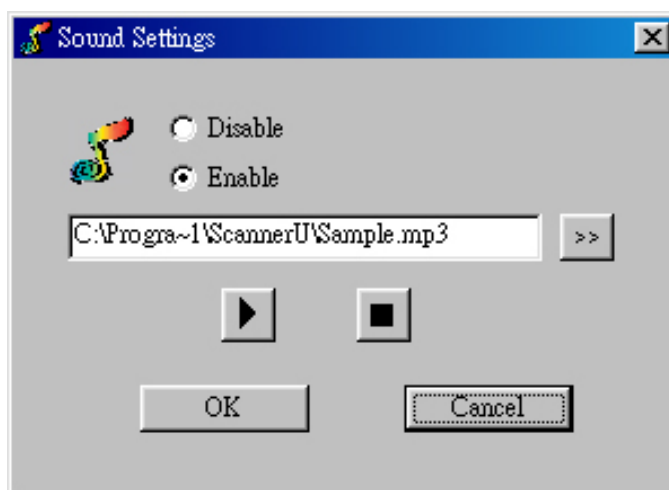 Sound Settings
Disable
Enable
C:\Progra~1\ScannerU\Sample.mp3
>>
OK
Cancel